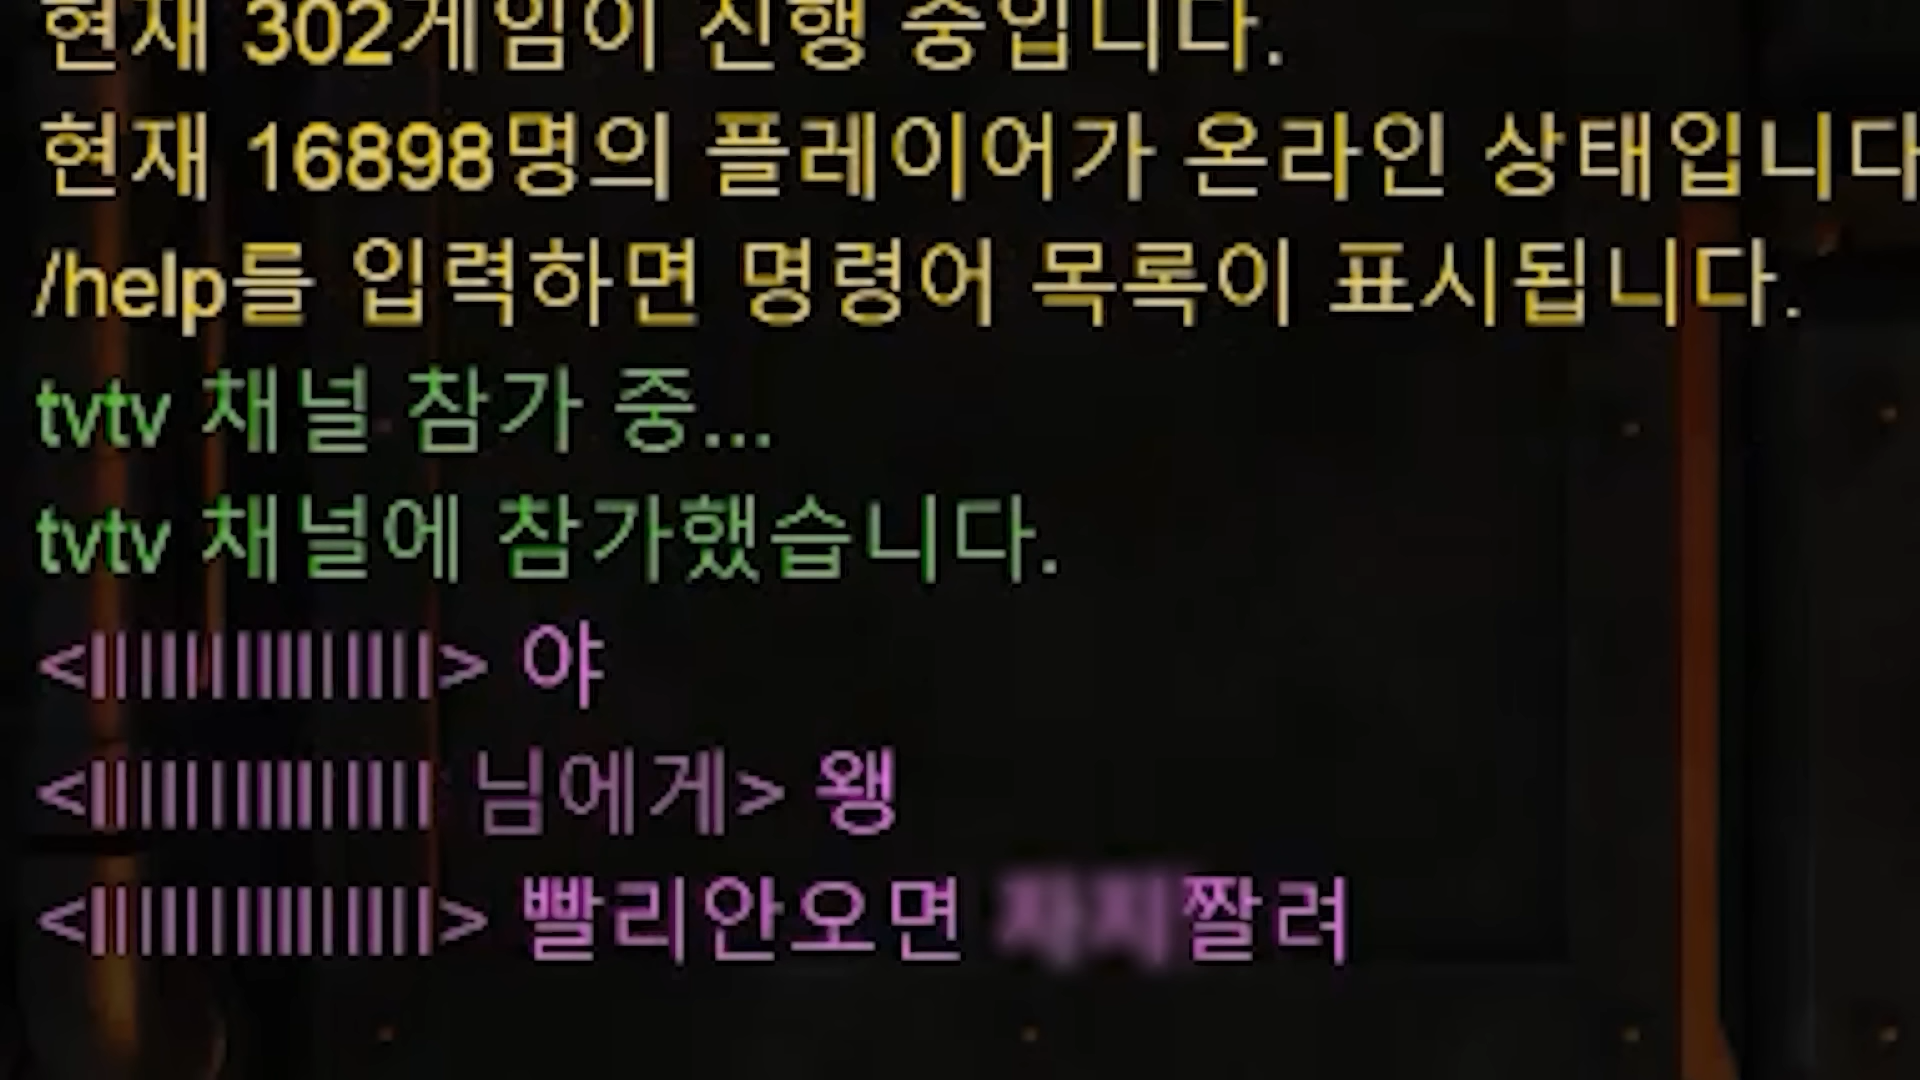 현재 302게임이 진행 중입니다.
현재 16898명의 플레이어가 온라인 상태입니다
/help를 입력하면 명령어 목록이 표시됩니다.
tvtv 채널 참가 중...
tvtv 채널에 참가했습니다.
<||||||||||||||||> 야
<|||||||||||||||| 님에게> 왱
<||||||||||||||||> 빨리안오면 짤려